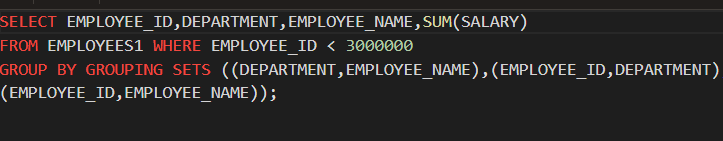 SELECT EMPLOYEE_ID,DEPARTMENT,EMPLOYEE_NAME,SUM(SALARY)
FROM EMPLOYEES1 WHERE EMPLOYEE_ID < 3000000
GROUP BY GROUPING SETS ((DEPARTMENT,EMPLOYEE_NAME),(EMPLOYEE_ID,DEPARTMENT)
(EMPLOYEE_ID,EMPLOYEE_NAME));